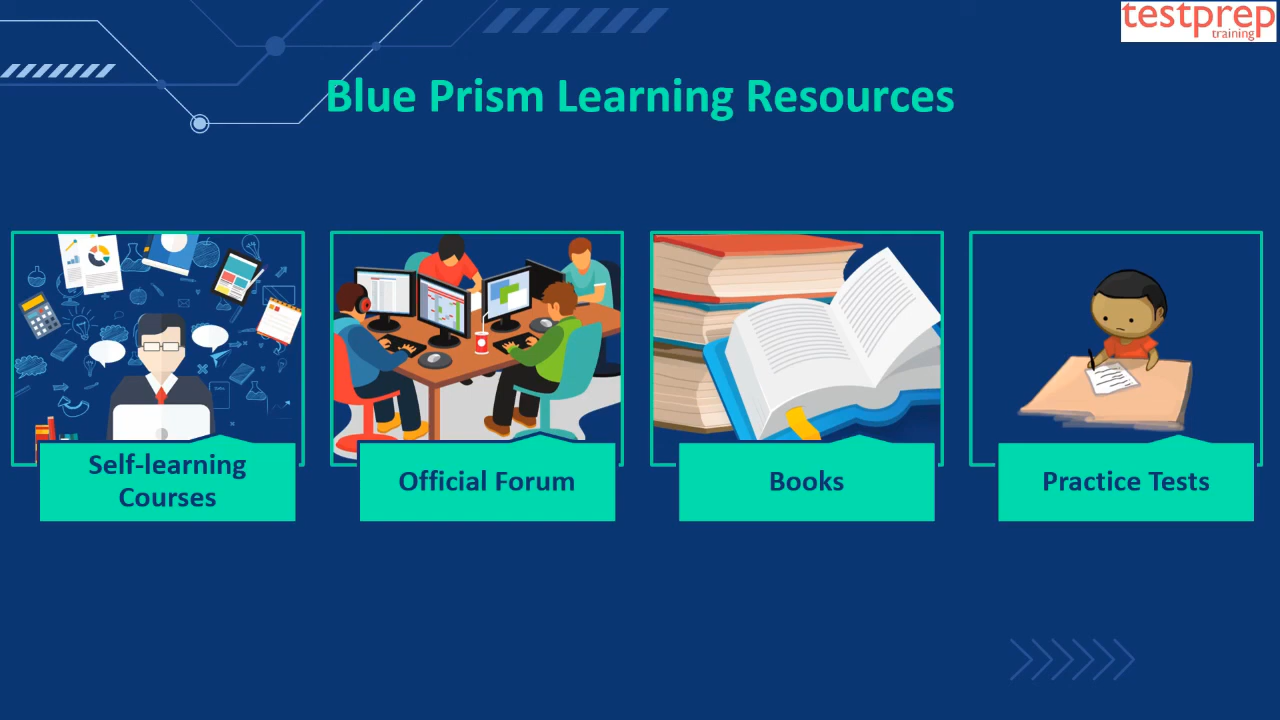 testprep
training
Blue Prism Learning Resources
Self-learning
Courses
Official Forum
Books
Practice Tests